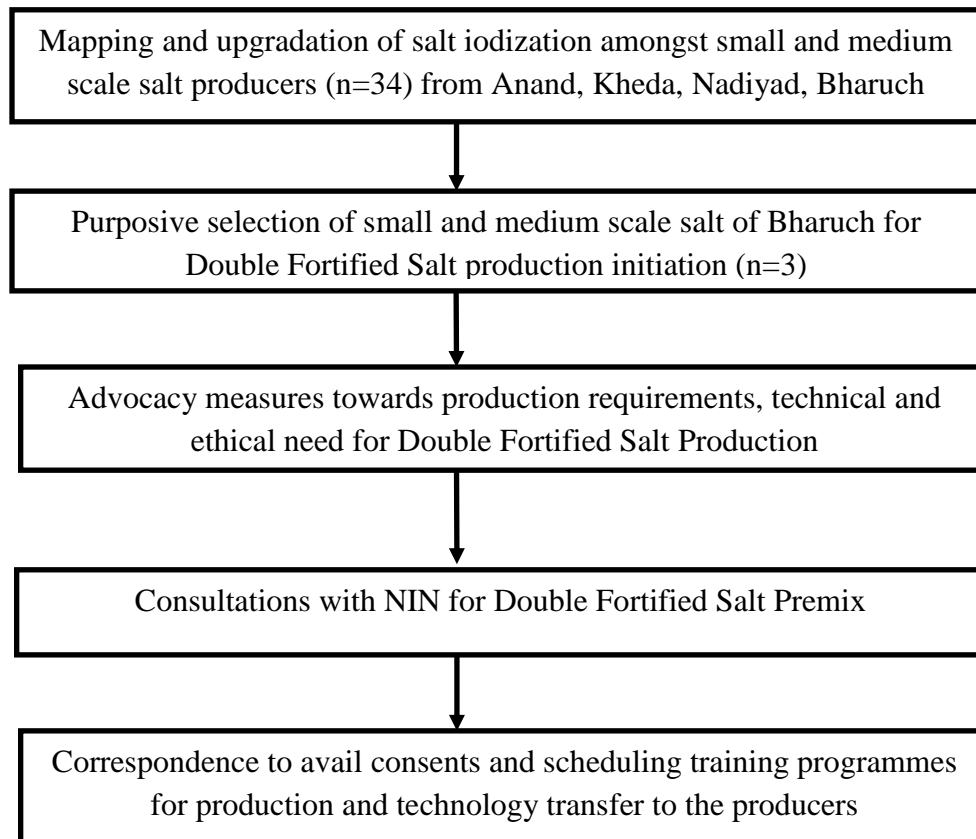 Mapping and upgradation of salt iodization amongst small and medium
scale salt producers (n=34) from Anand, Kheda, Nadiyad, Bharuch
Purposive selection of small and medium scale salt of Bharuch for
Double Fortified Salt production initiation (n=3)
Advocacy measures towards production requirements, technical and
ethical need for Double Fortified Salt Production
Consultations with NIN for Double Fortified Salt Premix
Correspondence to avail consents and scheduling training programmes
for production and technology transfer to the producers